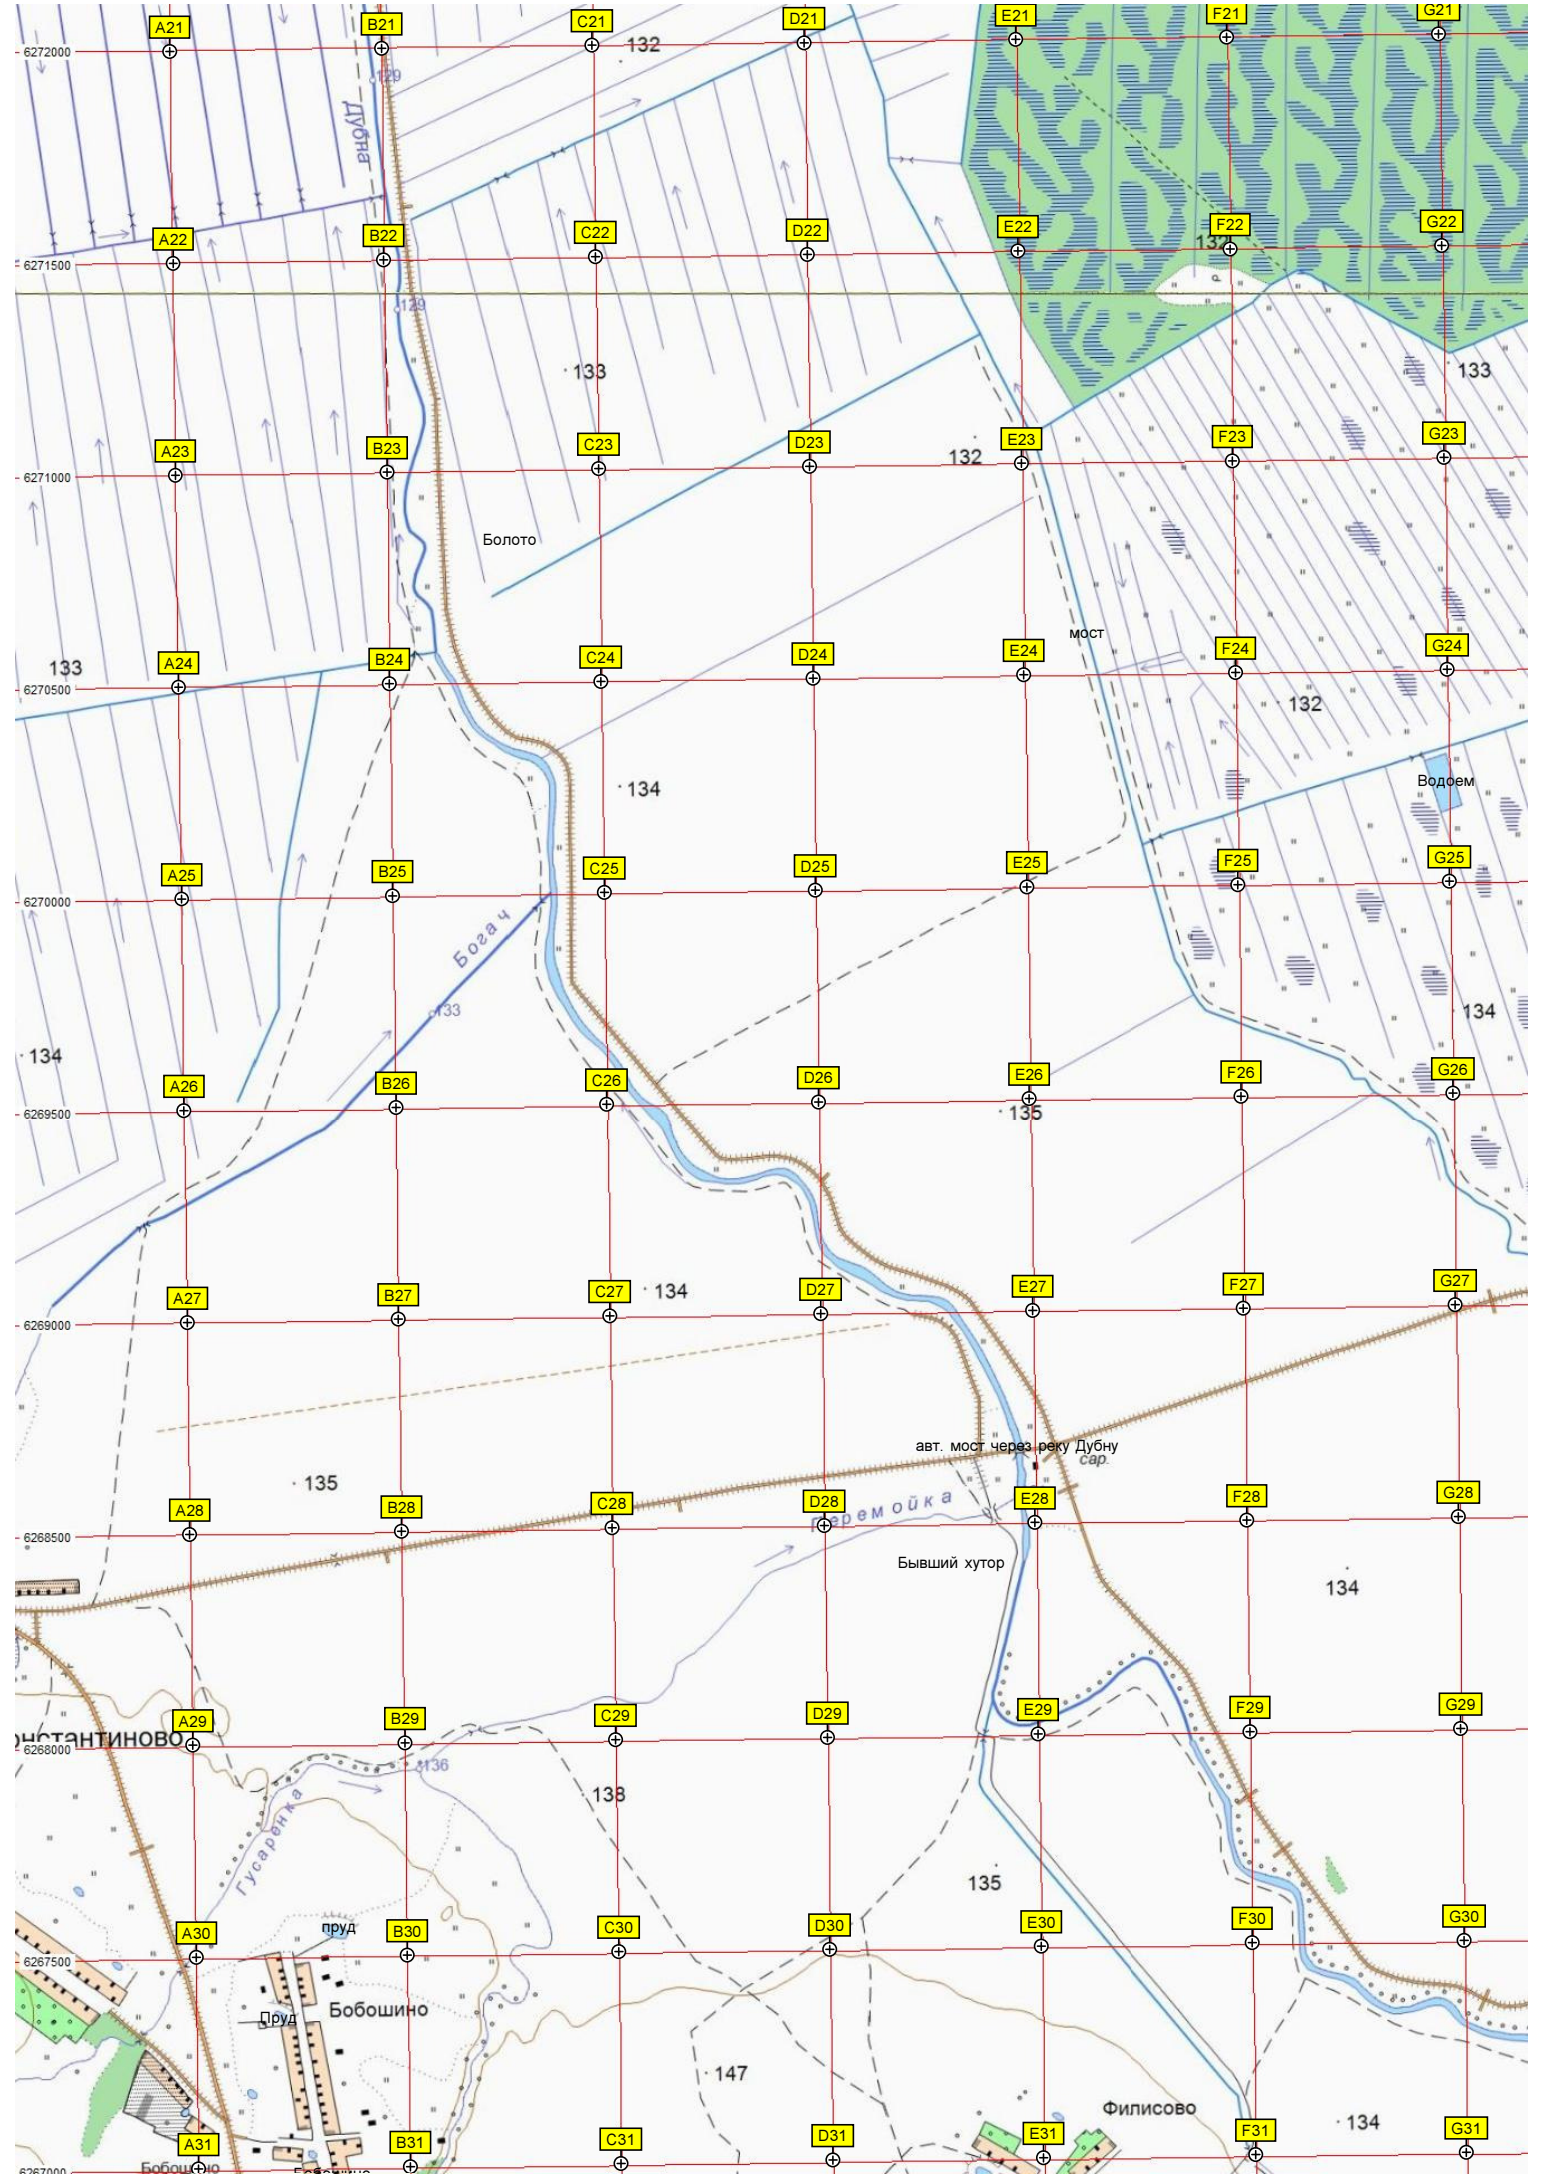 A21 B21 C21 D21 E21 F21 G21
6272000
132
129
Дубна
A22 B22 C22 D22 E22 F22 G22
132
6271500
129
133
133
A23 B23 C23 D23 E23 F23 G23
132
6271000
Болото
мост
133
A24 B24 C24 D24 E24 F24 G24
6270500
132
134
Водоем
A25 B25 C25 D25 E25 F25 G25
6270000
Богач
133
134
134
A26 B26 C26 D26 E26 F26 G26
6269500
135
A27 B27 C27 D27 E27 F27 G27
134
6269000
авт. мост через реку Дубну
сар.
135
A28 B28 C28 D28 E28 F28 G28
Перемойка
6268500
Бывший хутор
134
A29 B29 C29 D29 E29 F29 G29
онстантиново
6268000
136
138
Гусаренка
135
A30 B30 C30 D30 E30 F30 G30
пруд
6267500
Бобошино
Пруд
147
Филисово
134
A31 B31 C31 D31 E31 F31 G31
6267000